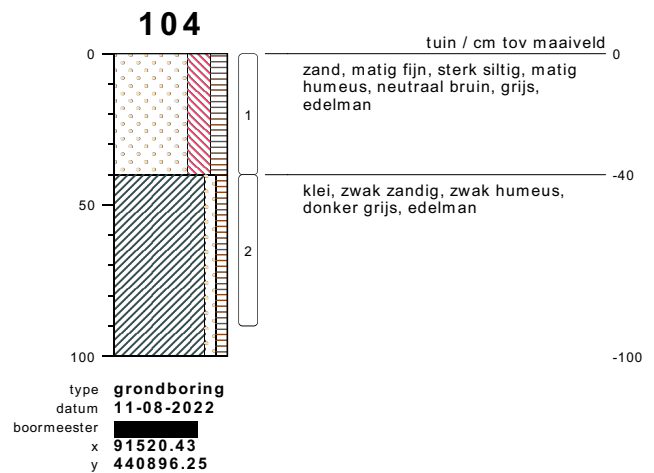 104
tuin / cm tov maaiveld
0
0
zand, matig fijn, sterk siltig, matig
humeus, neutraal bruin, grijs,
edelman
1
-40
klei, zwak zandig, zwak humeus,
donker grijs, edelman
50
2
100
-100
type grondboring
datum 11-08-2022
boormeester
x 91520.43
y 440896.25